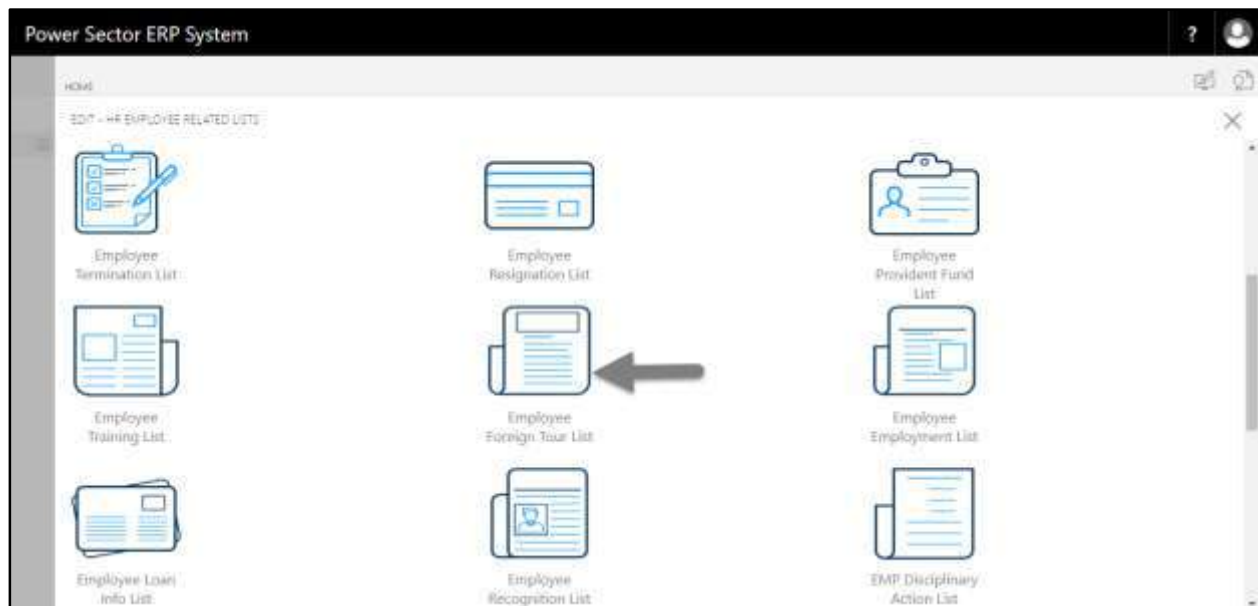 Power Sector ERP System ?
HOME
EDIT - HR EMPLOYEE RELATED LISTS
Employee
Termination List
Employee
Resignation List
Employee
Provident Fund
List
Employee
Training List
Employee
Foreign Tour List
Employee
Employment List
Employee Loan
Info List
Employee
Recognition List
EMP Disciplinary
Action List